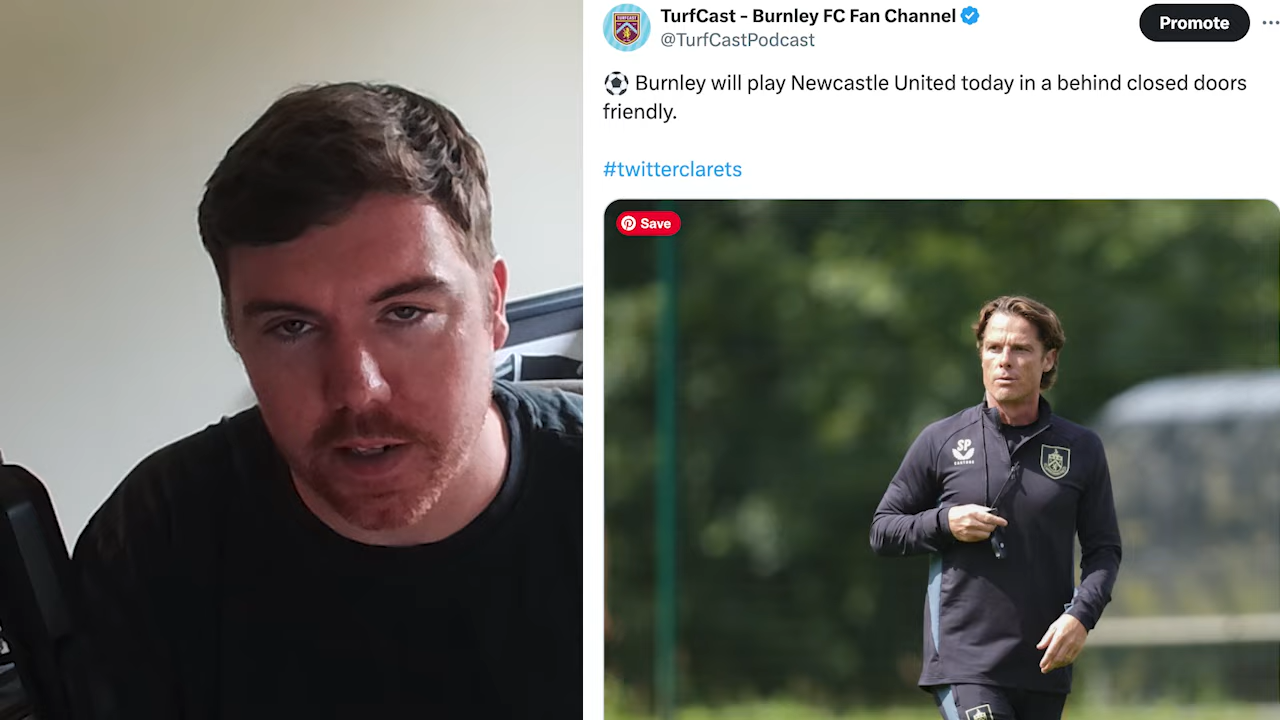 TurfCast - Burnley FC Fan Channel
@TurfCastPodcast
Promote
⚽ Burnley will play Newcastle United today in a behind closed doors
friendly.
#twitterclarets
Save
SP